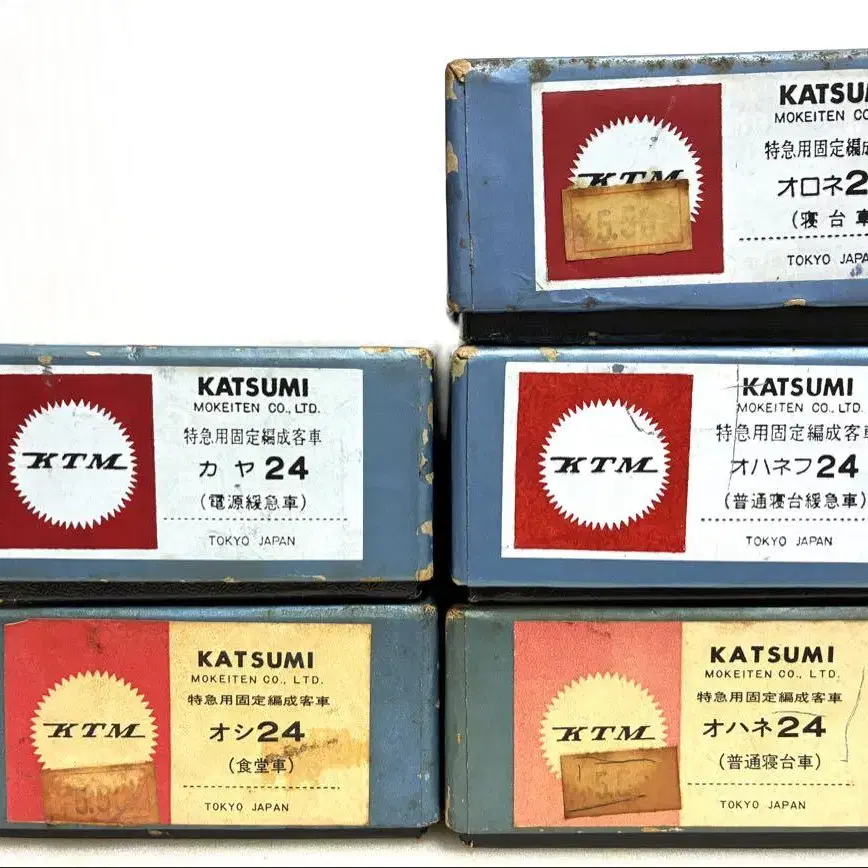 KTM
KATSU
MOKEITEN CO
特急用固定編成
オロネ2
(寝台車
TOKYO JAPA
KTM
KATSUMI
MOKEITEN CO., LTD.
特急用固定編成客車
カヤ24
(電源緩急車)
TOKYO JAPAN
KTM
KATSUMI
MOKEITEN CO., LTD.
特急用固定編成客車
オハネフ24
(普通寝台緩急車)
TOKYO JAPAN
KTM
KATSUMI
MOKEITEN CO., LTD.
特急用固定編成客車
オシ24
(食堂車)
TOKYO JAPAN
KTM
KATSUMI
MOKEITEN CO., LTD.
特急用固定編成客車
オハネ24
(普通寝台車)
TOKYO JAPAN